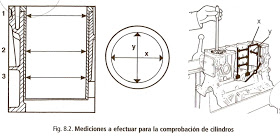 1
2
3
y
x
x
y
Fig. 8.2. Mediciones a efectuar para la comprobación de cilindros